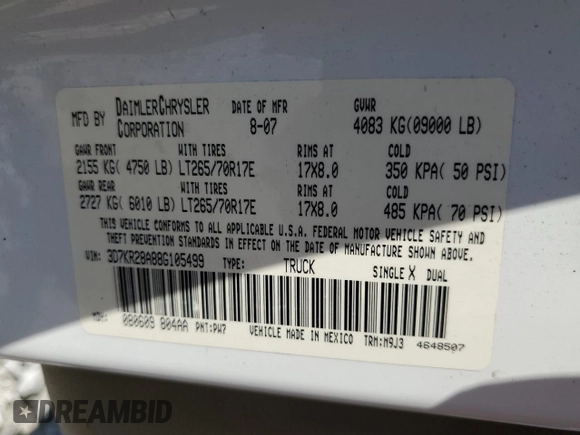 MFD BY DAIMLERCHRYSLER CORPORATION DATE OF MFR 8-07 GVWR 4083 KG(09000 LB)
GAWR FRONT WITH TIRES RIMS AT COLD
2155 KG( 4750 LB) LT265/70R17E 17X8.0 350 KPA( 50 PSI)
GAWR REAR WITH TIRES RIMS AT COLD
2727 KG( 6010 LB) LT265/70R17E 17X8.0 485 KPA( 70 PSI)
THIS VEHICLE CONFORMS TO ALL APPLICABLE U.S.A. FEDERAL MOTOR VEHICLE SAFETY AND
THEFT PREVENTION STANDARDS IN EFFECT ON THE DATE OF MANUFACTURE SHOWN ABOVE.
VIN: 3D7KR28A88G105499 TYPE: TRUCK SINGLE X DUAL
080609 804AA PNT:PW7 VEHICLE MADE IN MEXICO TRM:M9J3 4648507
DREAMBID